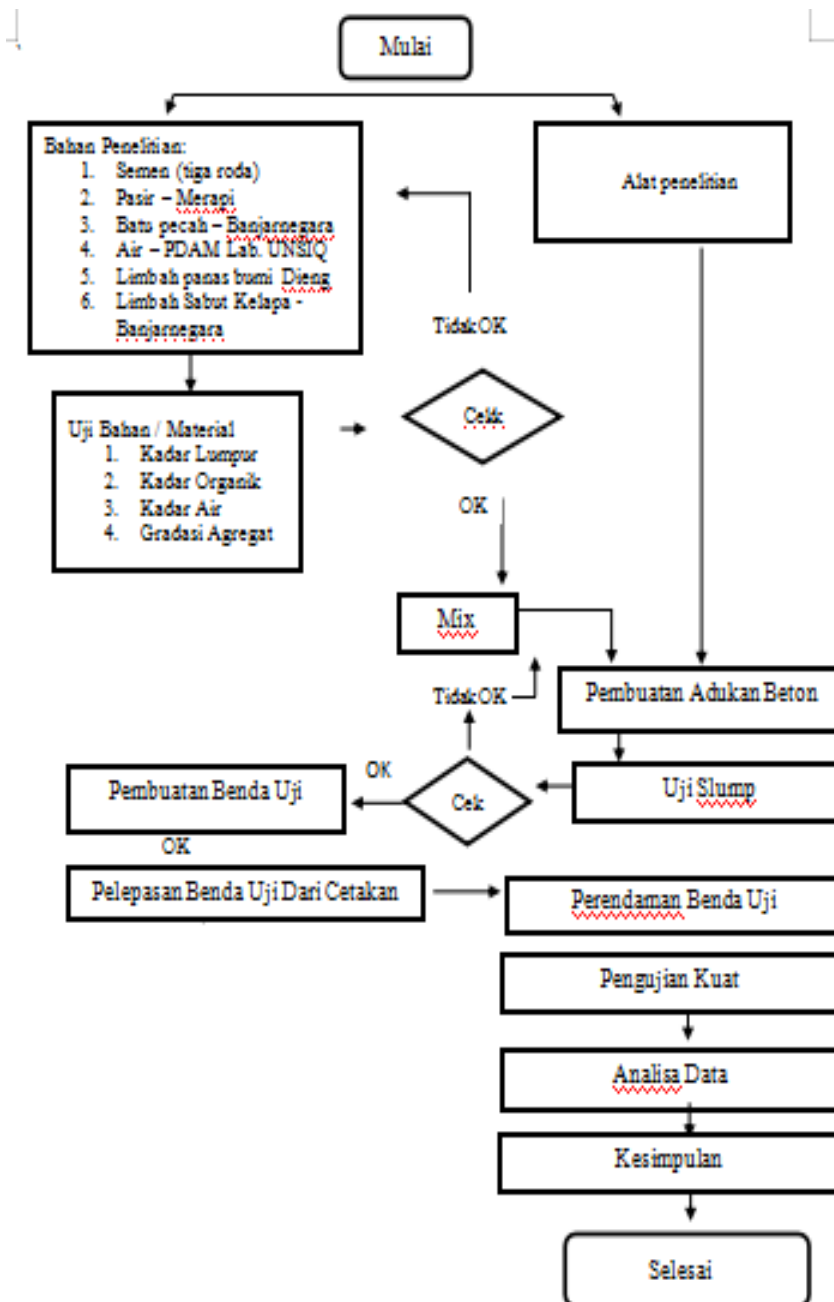 Mulai
Bahan Penelitian:
1. Semen (tiga roda)
2. Pasir – Merapi
3. Batu pecah – Banjarnegara
4. Air – PDAM Lab. UNSIQ
5. Limbah panas bumi Dieng
6. Limbah Sabut Kelapa -
Banjarnegara
Alat penelitian
Tidak OK
Uji Bahan / Material
1. Kadar Lumpur
2. Kadar Organik
3. Kadar Air
4. Gradasi Agregat
Cekk
OK
Mix
Tidak OK
Pembuatan Adukan Beton
Uji Slump
Cek
OK
Pembuatan Benda Uji
OK
Pelepasan Benda Uji Dari Cetakan
Perendaman Benda Uji
Pengujian Kuat
Analisa Data
Kesimpulan
Selesai